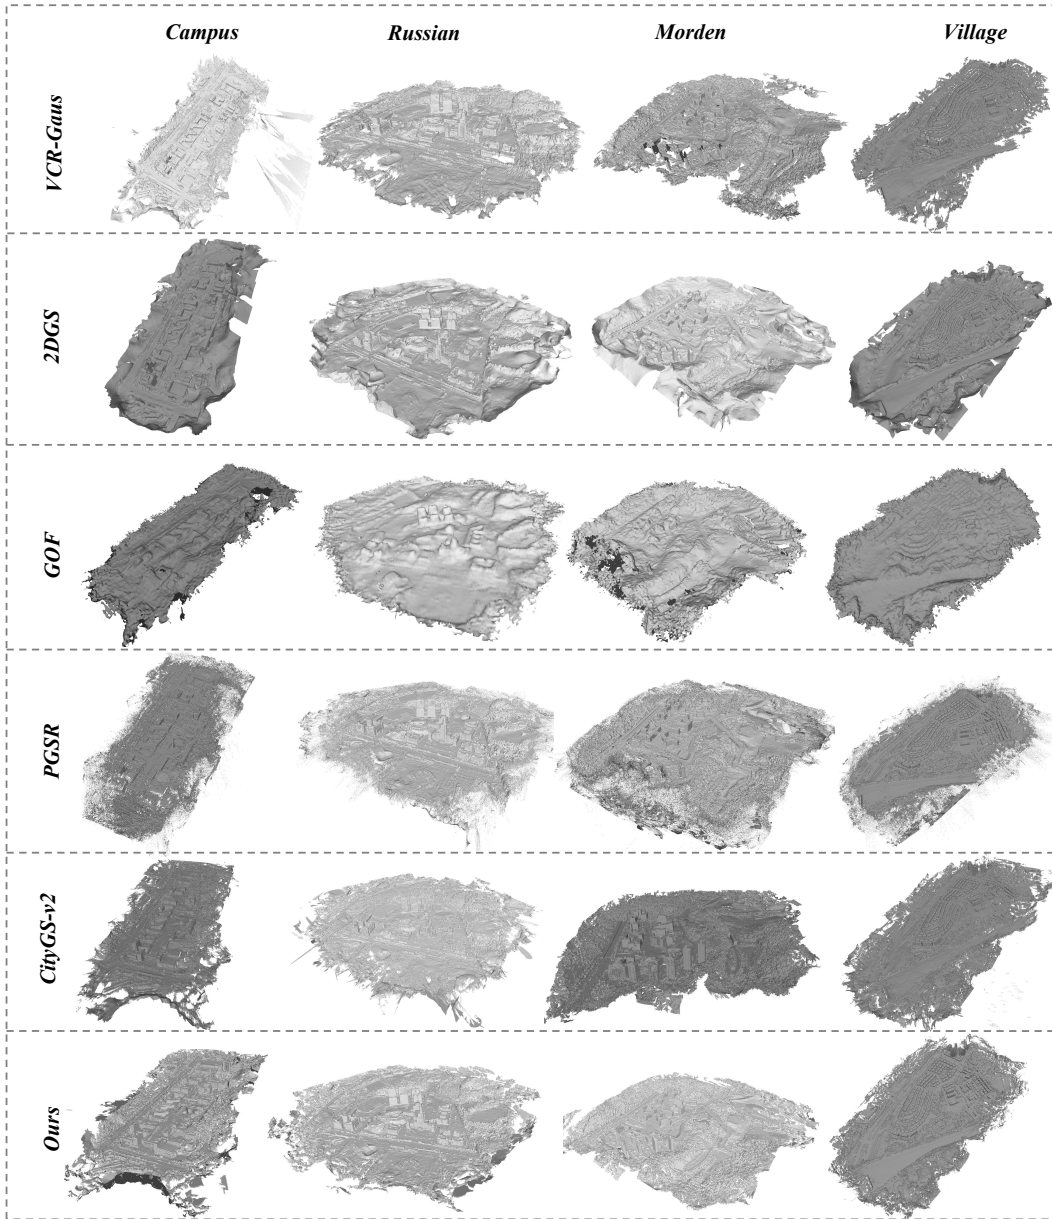 Campus Russian Morden Village
VCR-Gaus
2DGS
GOF
PGSR
CityGS-v2
Ours